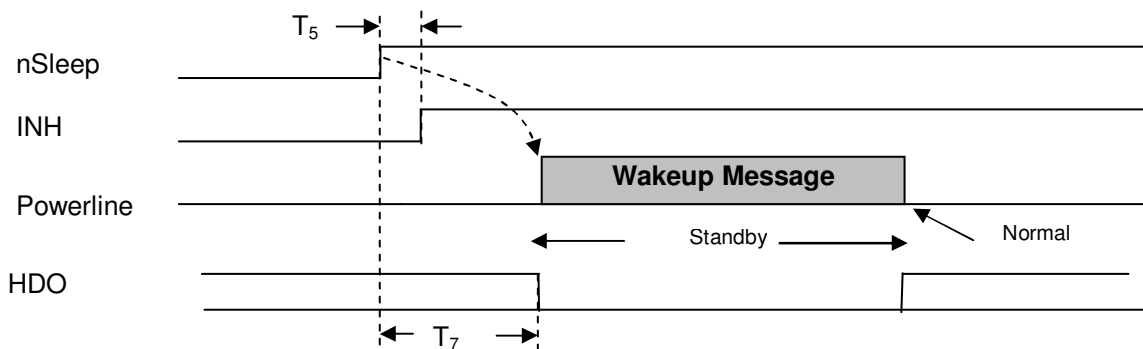 T5
nSleep
INH
Wakeup Message
Powerline
Standby
Normal
HDO
T7